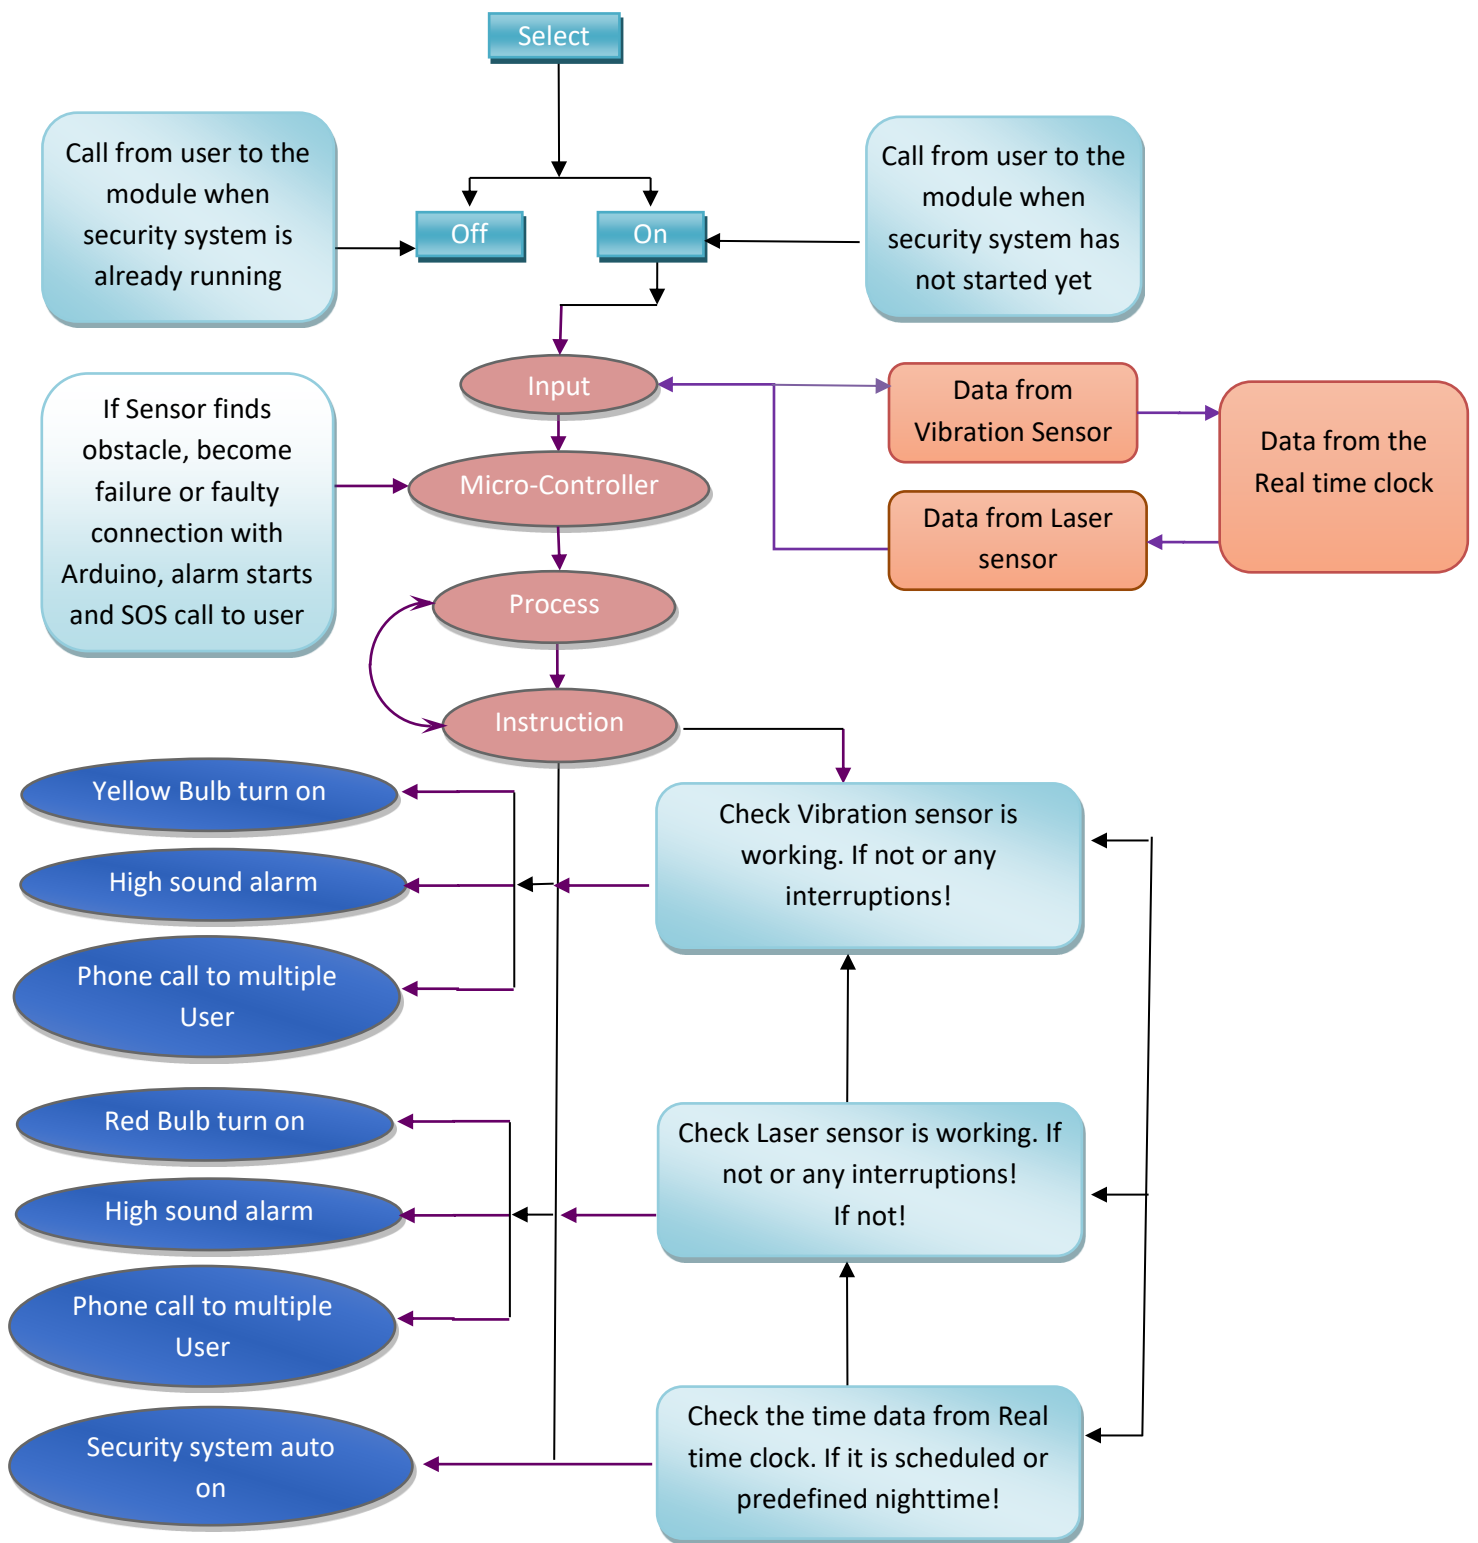 Select
Call from user to the
module when
security system is
already running
Off
On
Call from user to the
module when
security system has
not started yet
Input
If Sensor finds
obstacle, become
failure or faulty
connection with
Arduino, alarm starts
and SOS call to user
Data from
Vibration Sensor
Data from the
Real time clock
Micro-Controller
Data from Laser
sensor
Process
Instruction
Yellow Bulb turn on
High sound alarm
Phone call to multiple
User
Check Vibration sensor is
working. If not or any
interruptions!
Red Bulb turn on
High sound alarm
Phone call to multiple
User
Check Laser sensor is working. If
not or any interruptions!
If not!
Security system auto
on
Check the time data from Real
time clock. If it is scheduled or
predefined nighttime!